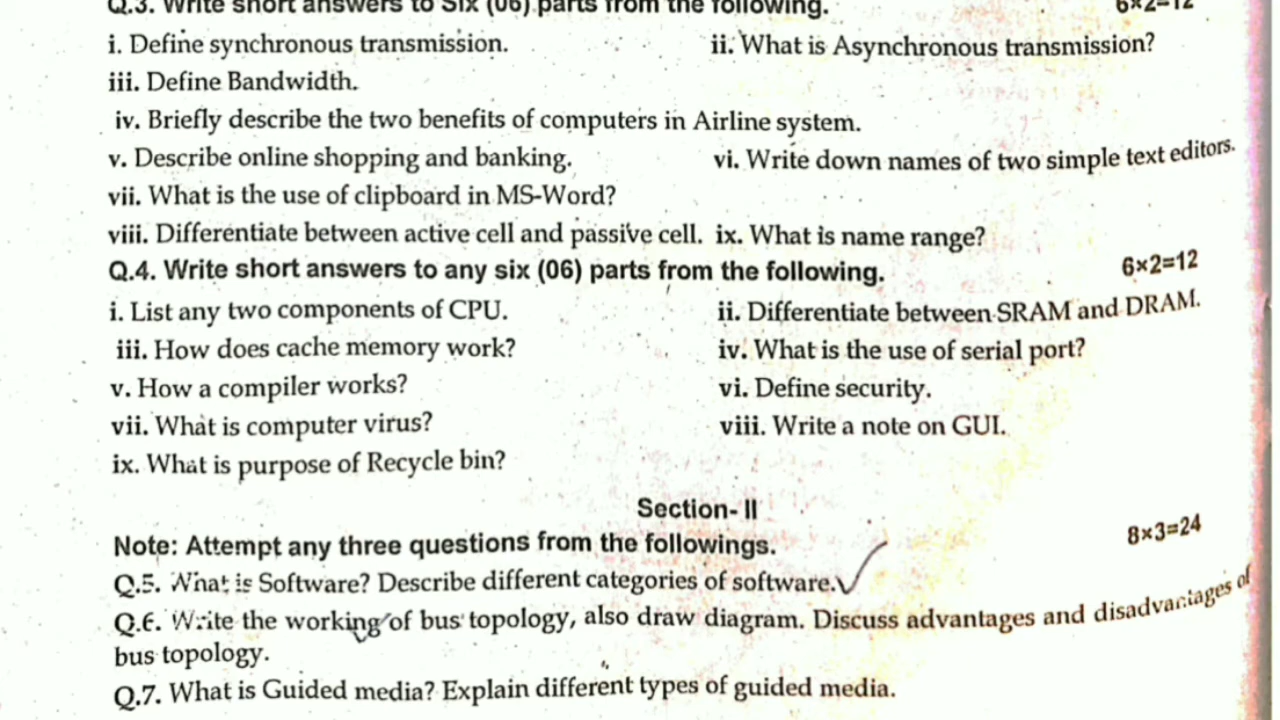 Q.3. Write short answers to Six (06) parts from the following. 6×2=12
i. Define synchronous transmission. ii. What is Asynchronous transmission?
iii. Define Bandwidth.
iv. Briefly describe the two benefits of computers in Airline system.
v. Describe online shopping and banking. vi. Write down names of two simple text editors.
vii. What is the use of clipboard in MS-Word?
viii. Differentiate between active cell and passive cell. ix. What is name range?
Q.4. Write short answers to any six (06) parts from the following. 6×2=12
i. List any two components of CPU. ii. Differentiate between SRAM and DRAM.
iii. How does cache memory work? iv. What is the use of serial port?
v. How a compiler works? vi. Define security.
vii. What is computer virus? viii. Write a note on GUI.
ix. What is purpose of Recycle bin?
Section- II
Note: Attempt any three questions from the followings. 8×3=24
Q.5. What is Software? Describe different categories of software.
Q.6. Write the working of bus topology, also draw diagram. Discuss advantages and disadvantages of
bus topology.
Q.7. What is Guided media? Explain different types of guided media.